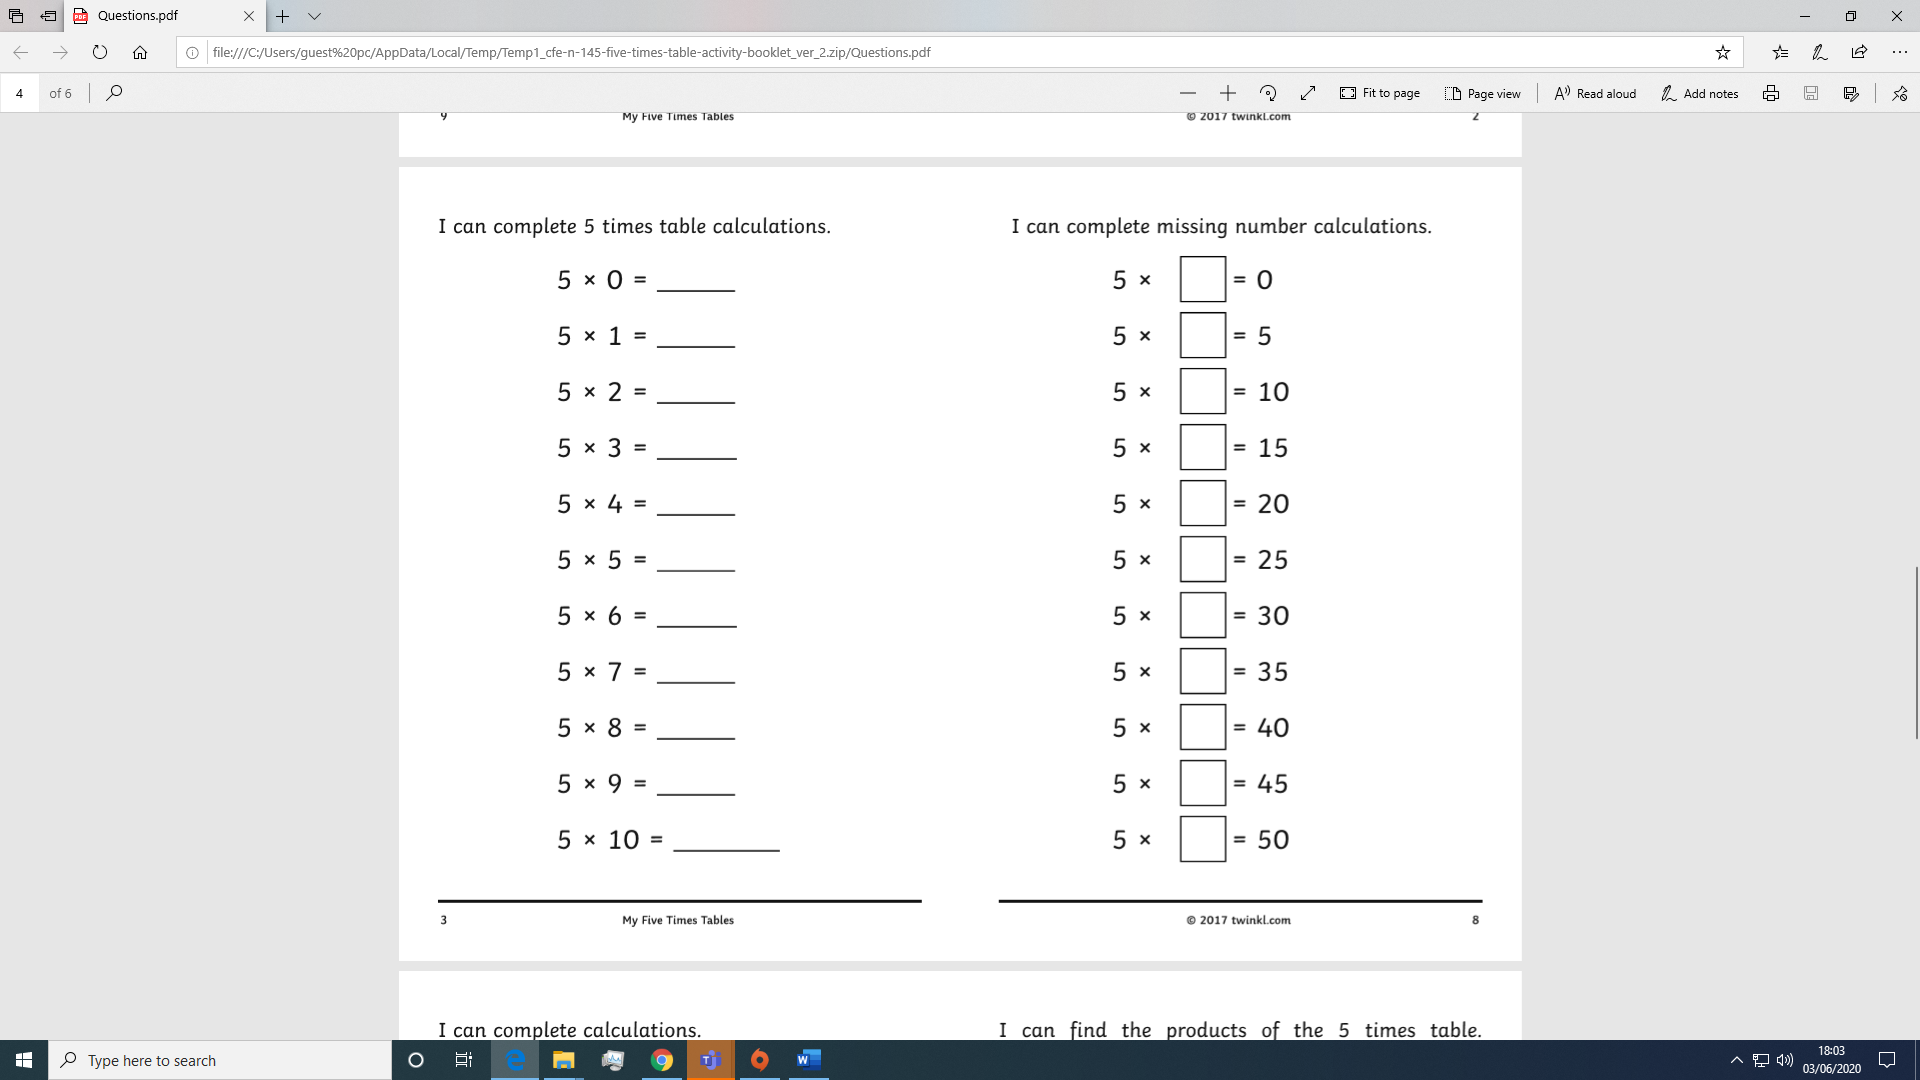 Questions.pdf
file:///C:/Users/guest%20pc/AppData/Local/Temp/Temp1_cfe-n-145-five-times-table-activity-booklet_ver_2.zip/Questions.pdf
4 of 6
Fit to page
Page view
Read aloud
Add notes
9 My Five Times Tables
© 2017 twinkl.com 2
I can complete 5 times table calculations.
5 × 0 = ______
5 × 1 = ______
5 × 2 = ______
5 × 3 = ______
5 × 4 = ______
5 × 5 = ______
5 × 6 = ______
5 × 7 = ______
5 × 8 = ______
5 × 9 = ______
5 × 10 = ________
3 My Five Times Tables
I can complete missing number calculations.
5 × □ = 0
5 × □ = 5
5 × □ = 10
5 × □ = 15
5 × □ = 20
5 × □ = 25
5 × □ = 30
5 × □ = 35
5 × □ = 40
5 × □ = 45
5 × □ = 50
© 2017 twinkl.com 8
I can complete calculations.
I can find the products of the 5 times table.
Type here to search
18:03
03/06/2020